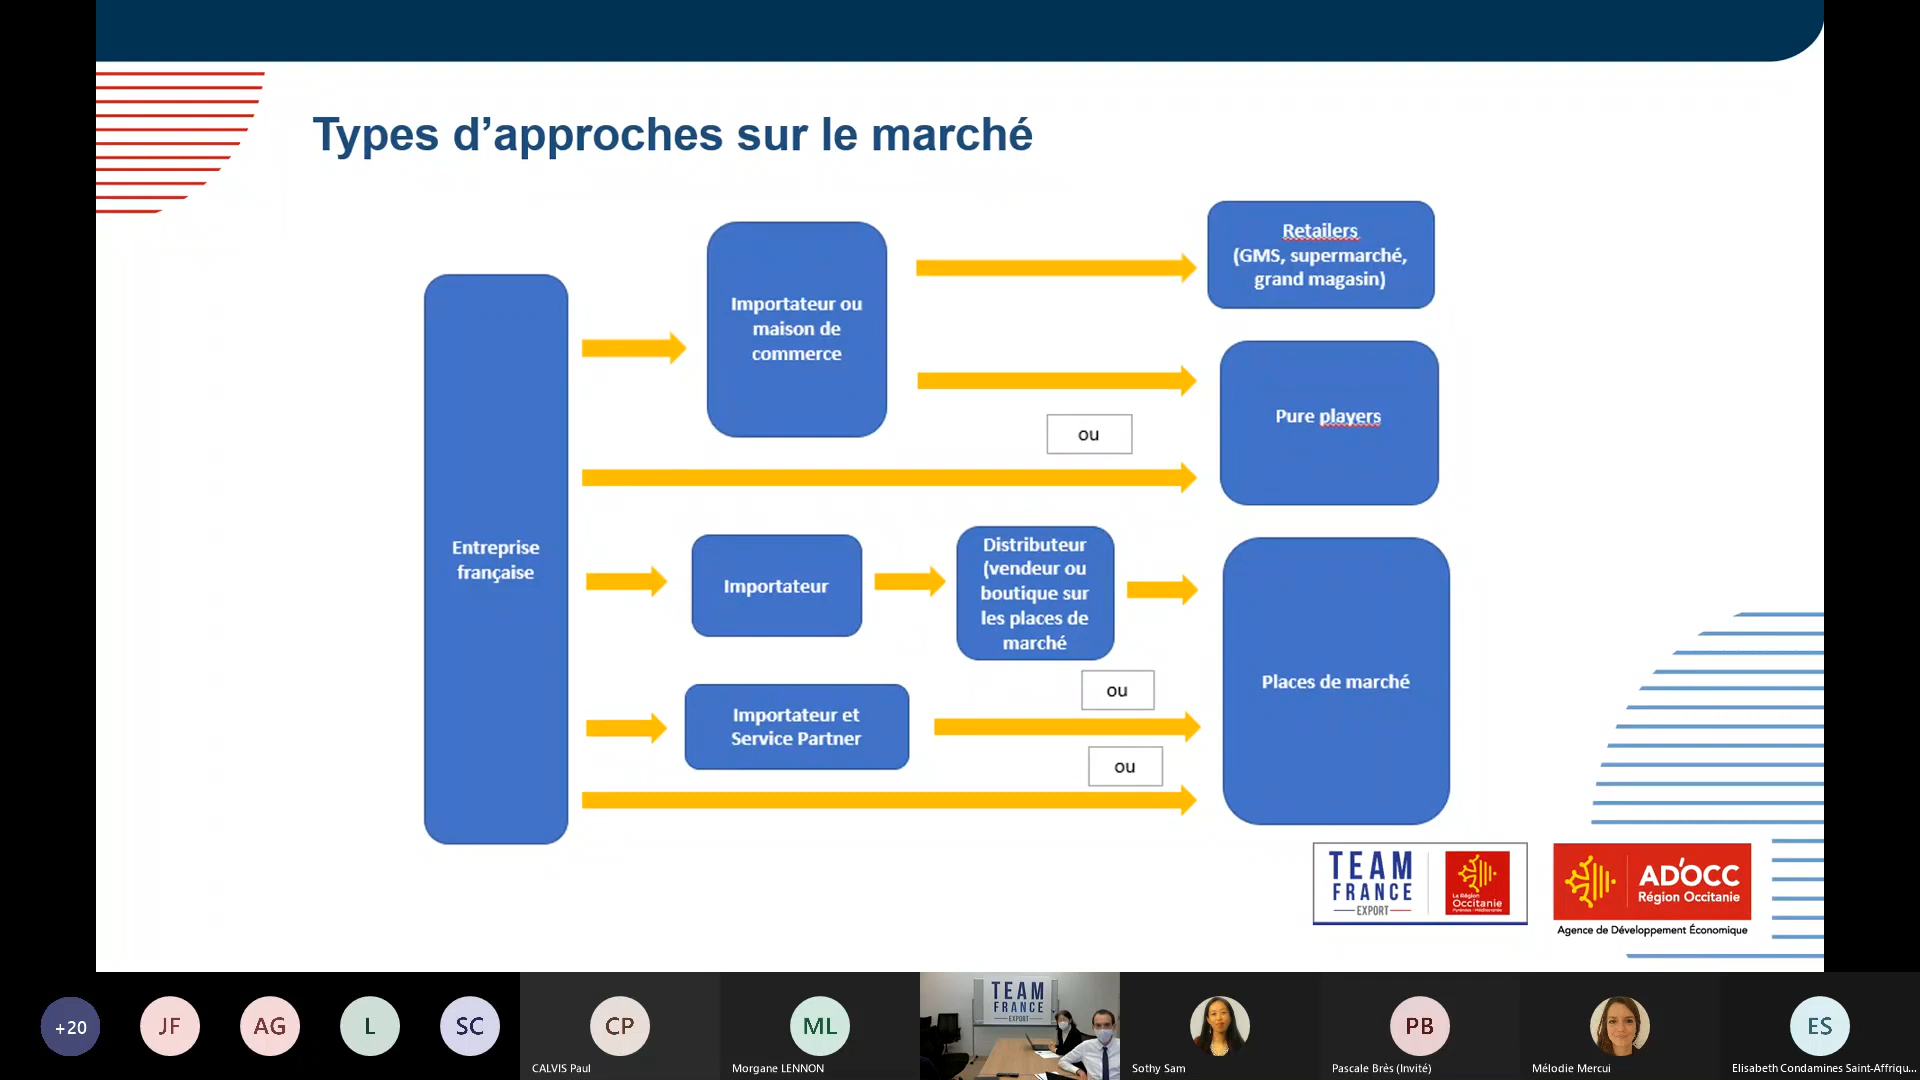 Types d’approches sur le marché
Retailers
(GMS, supermarché,
grand magasin)
Importateur ou
maison de
commerce
Pure players
ou
Entreprise
française
Importateur
Distributeur
(vendeur ou
boutique sur
les places de
marché
Places de marché
ou
Importateur et
Service Partner
ou
TEAM
FRANCE
EXPORT
La Région
Occitanie
Pyrénées - Méditerranée
AD'OCC
Région Occitanie
Agence de Développement Économique
+20
JF
AG
L
SC
CP
CALVIS Paul
ML
Morgane LENNON
TEAM
FRANCE
EXPORT
Sothy Sam
PB
Pascale Brès (Invité)
Mélodie Mercui
ES
Elisabeth Condamines Saint-Affriqu...